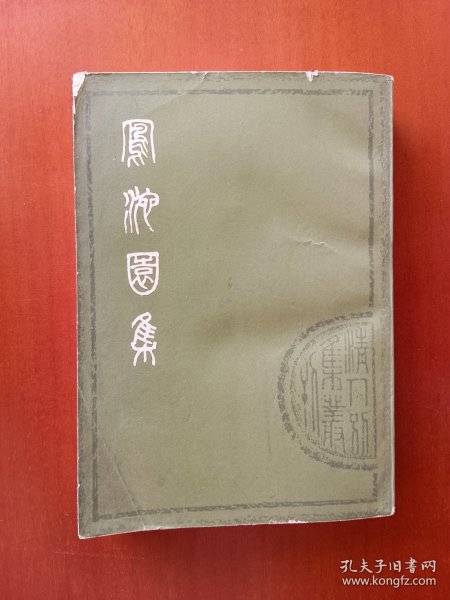 鳳池園集
清人別
集叢
刊
孔夫子旧书网
www.kongfz.com